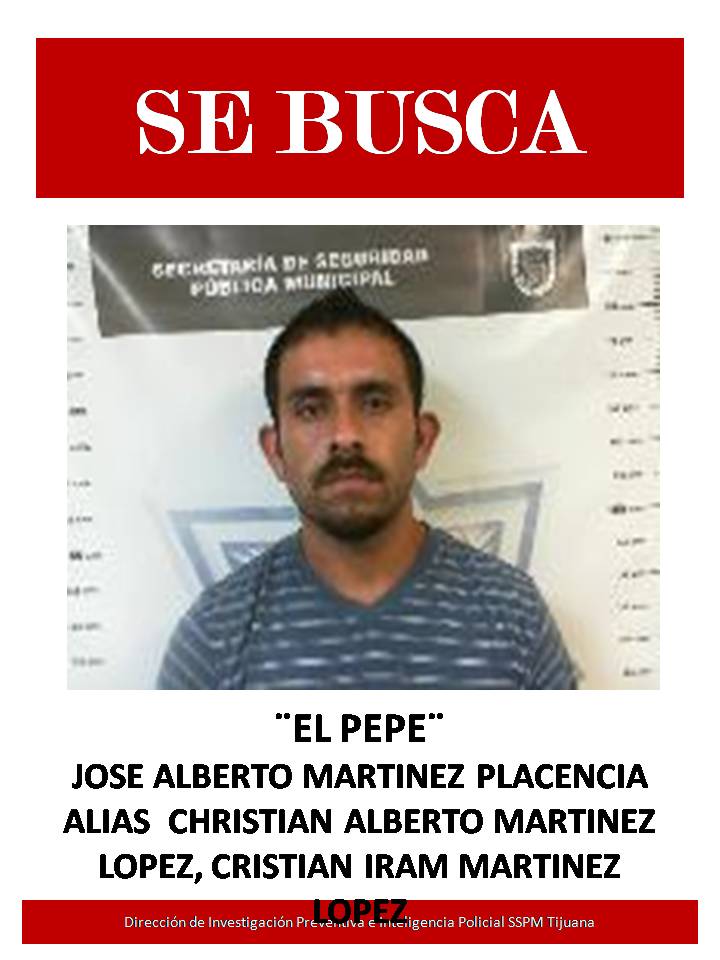 SE BUSCA
SECRETARÍA DE SEGURIDAD
PÚBLICA MUNICIPAL
¨EL PEPE¨
JOSE ALBERTO MARTINEZ PLACENCIA
ALIAS CHRISTIAN ALBERTO MARTINEZ
LOPEZ, CRISTIAN IRAM MARTINEZ
LOPEZ
Dirección de Investigación Preventiva e Inteligencia Policial SSPM Tijuana